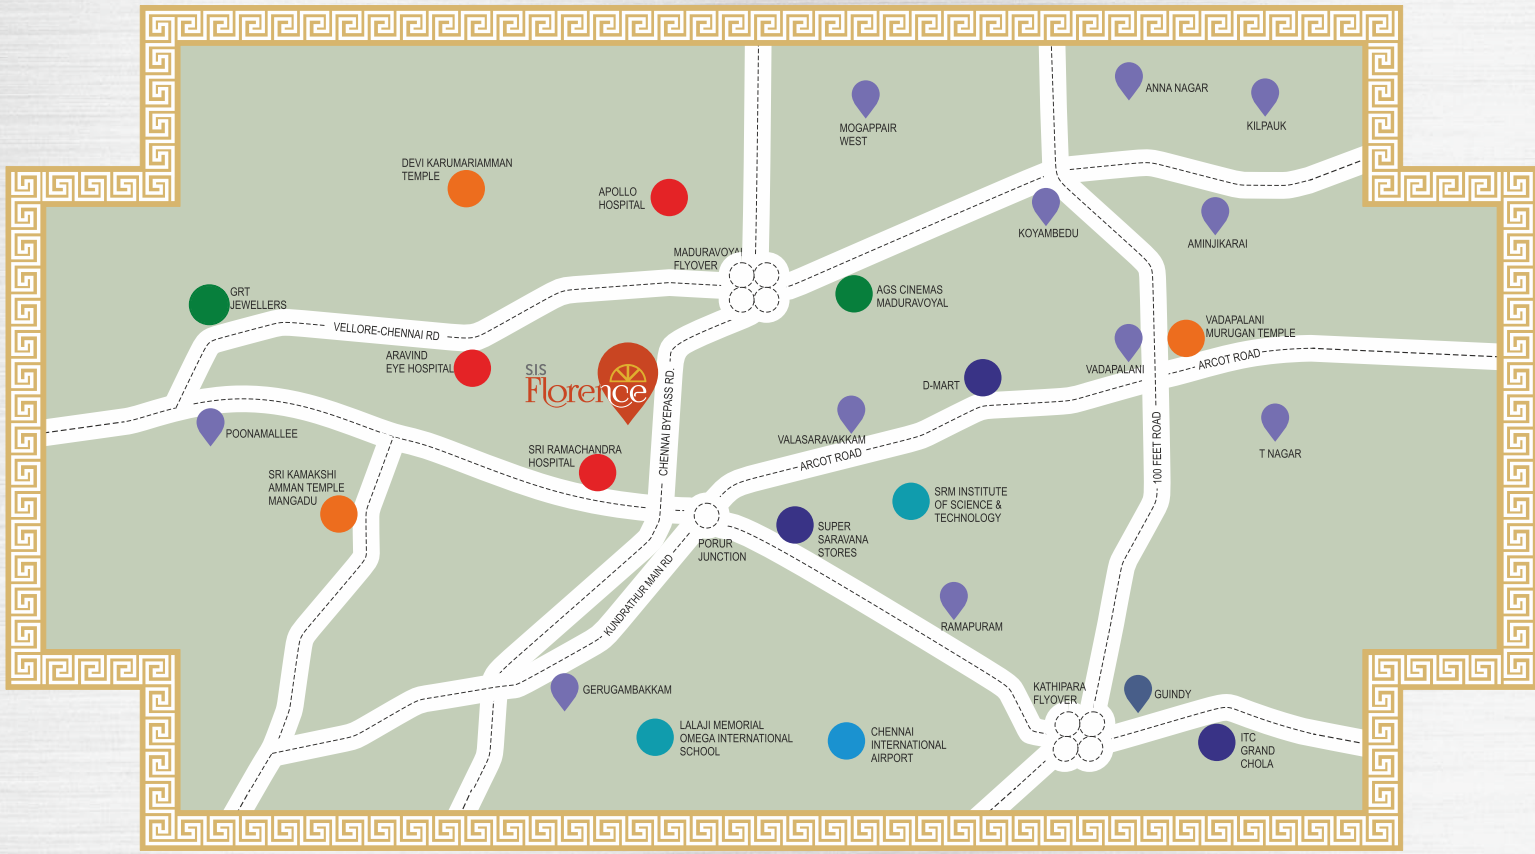 ANNA NAGAR
KILPAUK
MOGAPPAIR
WEST
DEVI KARUMARIAMMAN
TEMPLE
APOLLO
HOSPITAL
KOYAMBEDU
AMINJIKARAI
MADURAVOYAL
FLYOVER
GRT
JEWELLERS
AGS CINEMAS
MADURAVOYAL
VELLORE-CHENNAI RD
VADAPALANI
MURUGAN TEMPLE
ARAVIND
EYE HOSPITAL
SIS
Florence
CHENNAI BYEPASS RD.
D-MART
VADAPALANI
ARCOT ROAD
POONAMALLEE
VALASARAVAKKAM
ARCOT ROAD
100 FEET ROAD
T NAGAR
SRI RAMACHANDRA
HOSPITAL
SRI KAMAKSHI
AMMAN TEMPLE
MANGADU
SRM INSTITUTE
OF SCIENCE &
TECHNOLOGY
SUPER
SARAVANA
STORES
PORUR
JUNCTION
KUNDRATHUR MAIN RD
RAMAPURAM
GERUGAMBAKKAM
KATHIPARA
FLYOVER
GUINDY
LALAJI MEMORIAL
OMEGA INTERNATIONAL
SCHOOL
CHENNAI
INTERNATIONAL
AIRPORT
ITC
GRAND
CHOLA